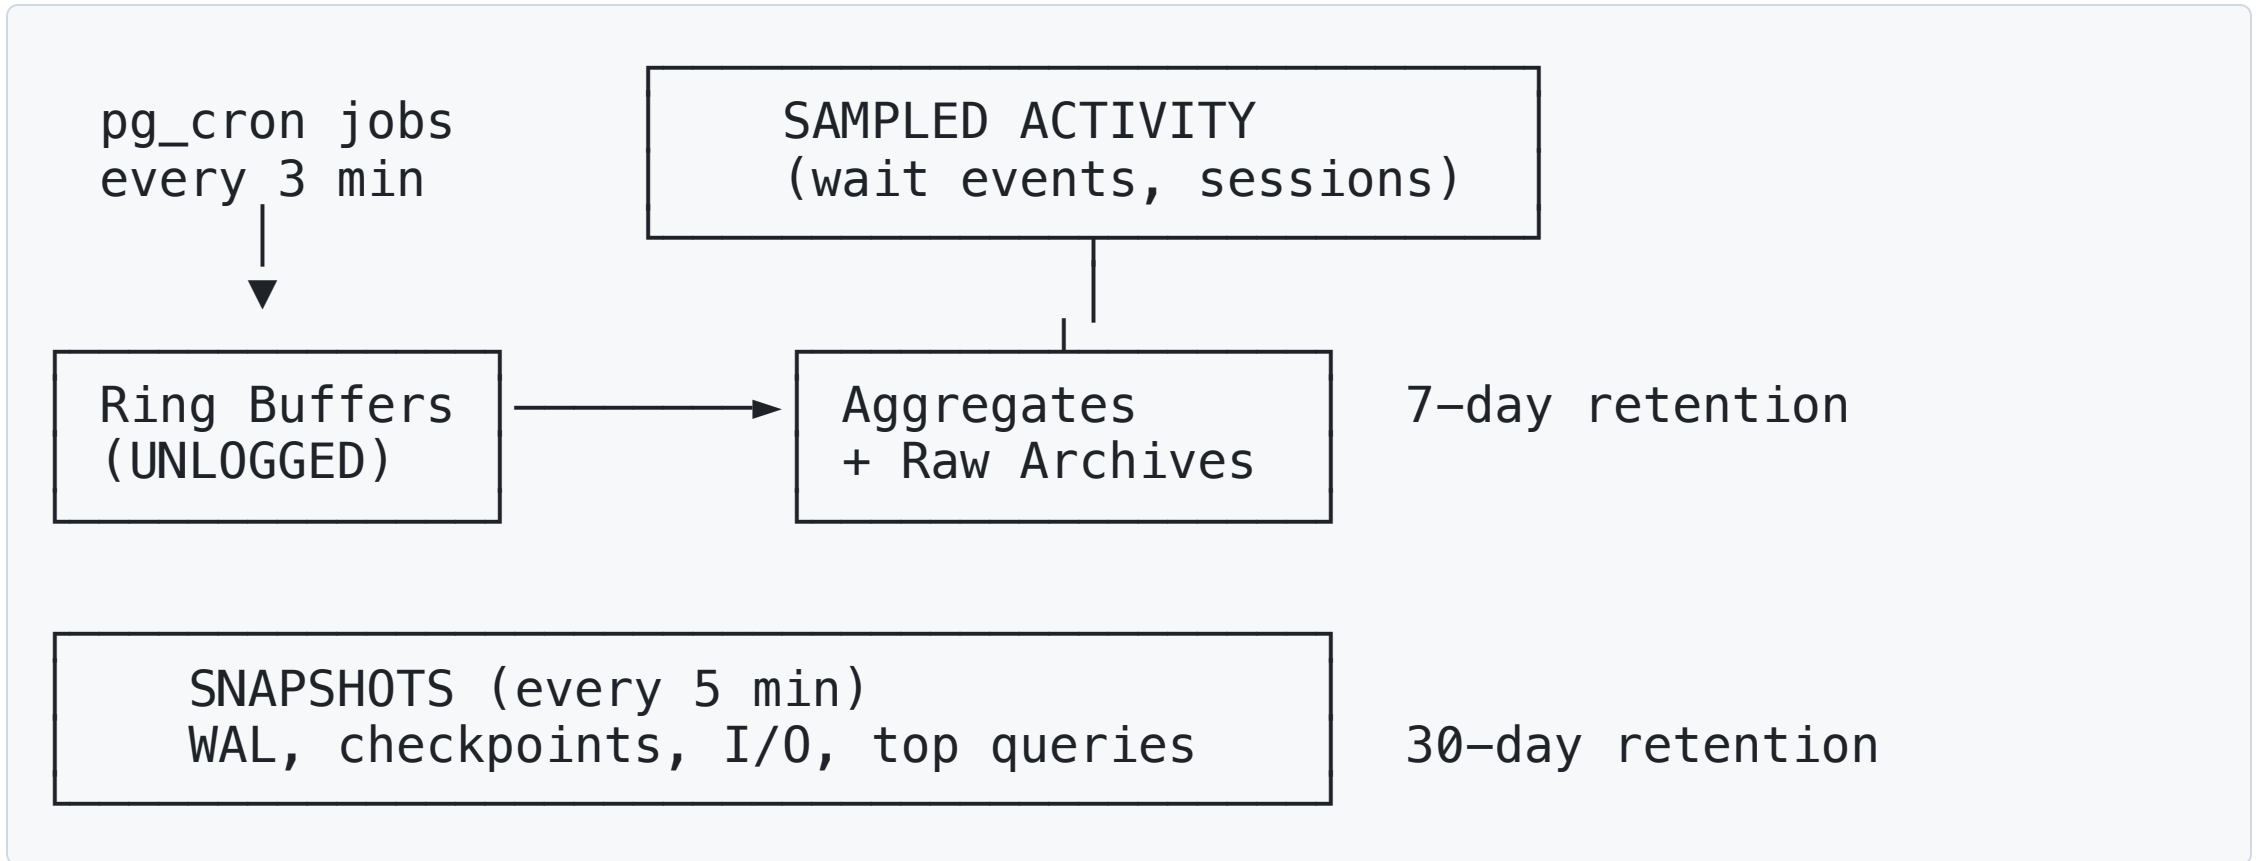 pg_cron jobs
every 3 min
SAMPLED ACTIVITY
(wait events, sessions)
Ring Buffers
(UNLOGGED)
Aggregates
+ Raw Archives
7−day retention
SNAPSHOTS (every 5 min)
WAL, checkpoints, I/O, top queries
30−day retention